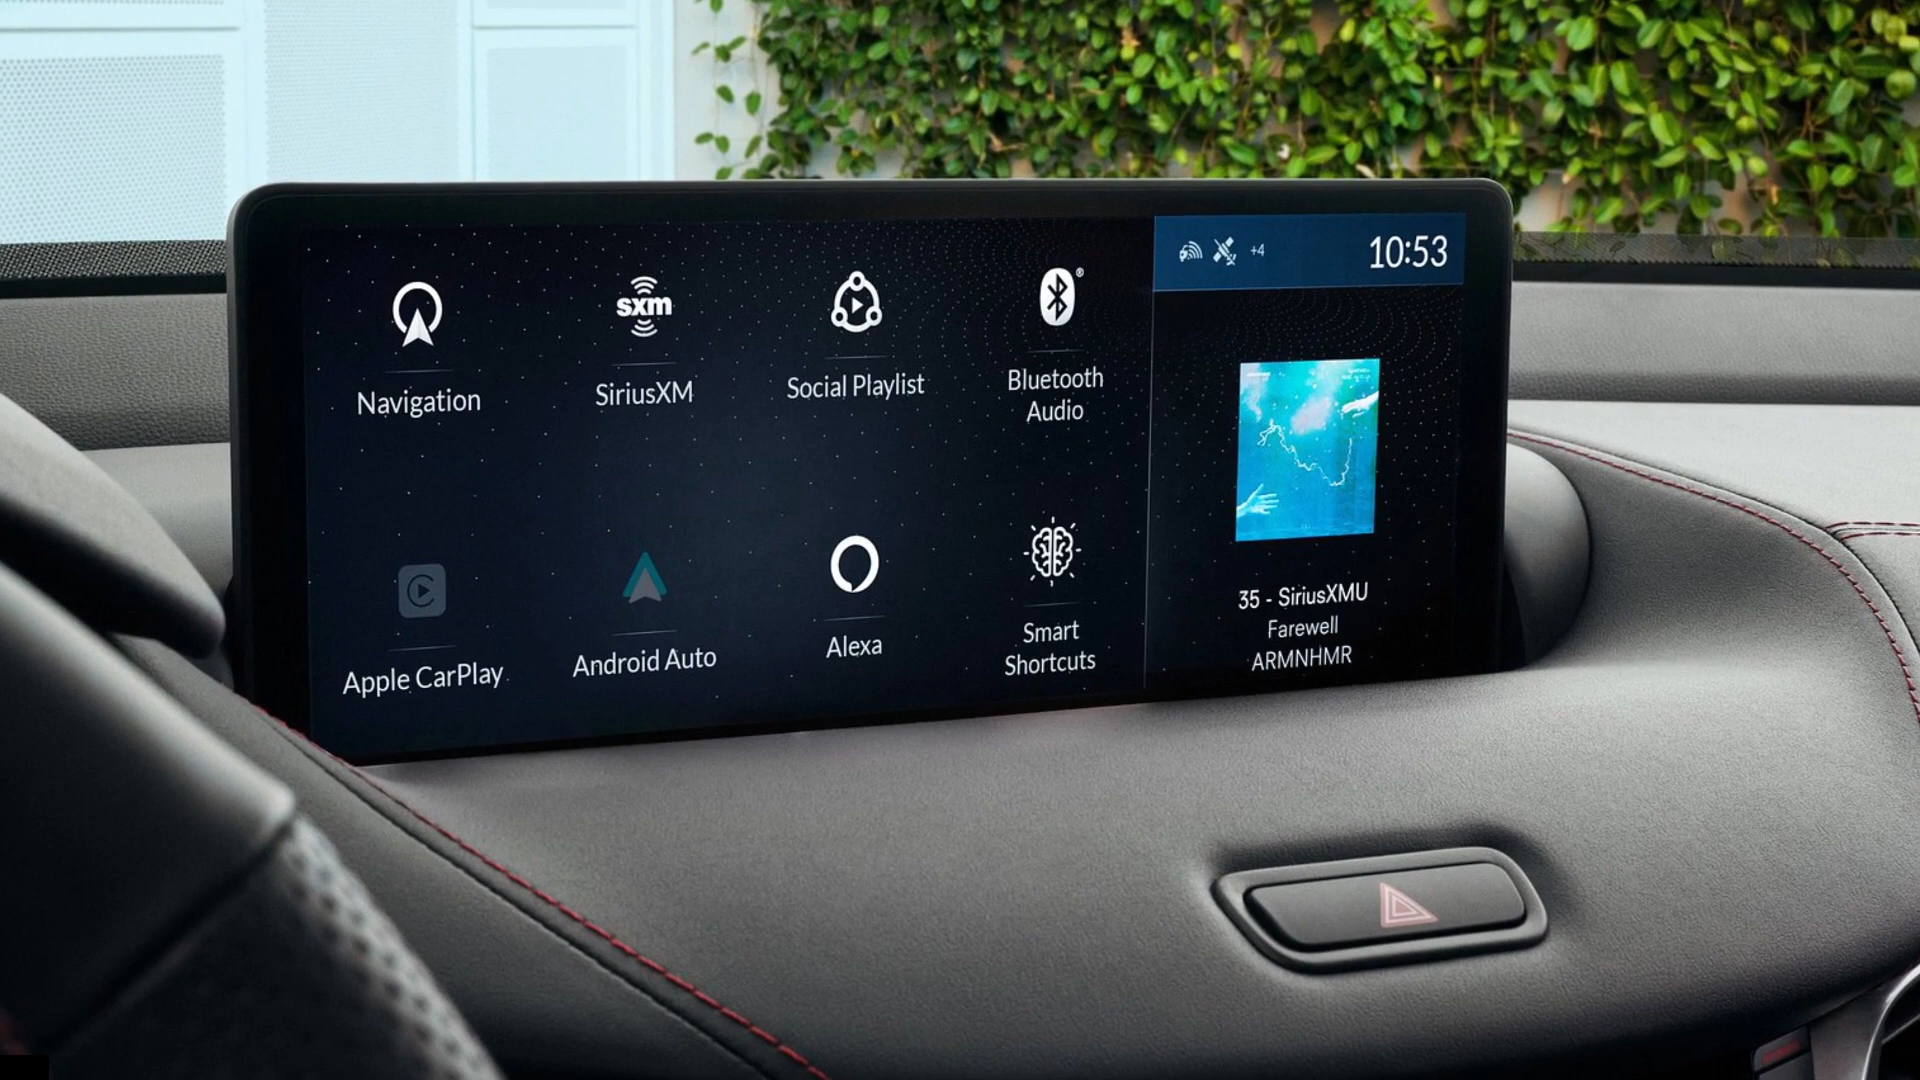 +4
10:53
sxm
®
Navigation
SiriusXM
Social Playlist
Bluetooth
Audio
Apple CarPlay
Android Auto
Alexa
Smart
Shortcuts
35 - SiriusXMU
Farewell
ARMNHMR